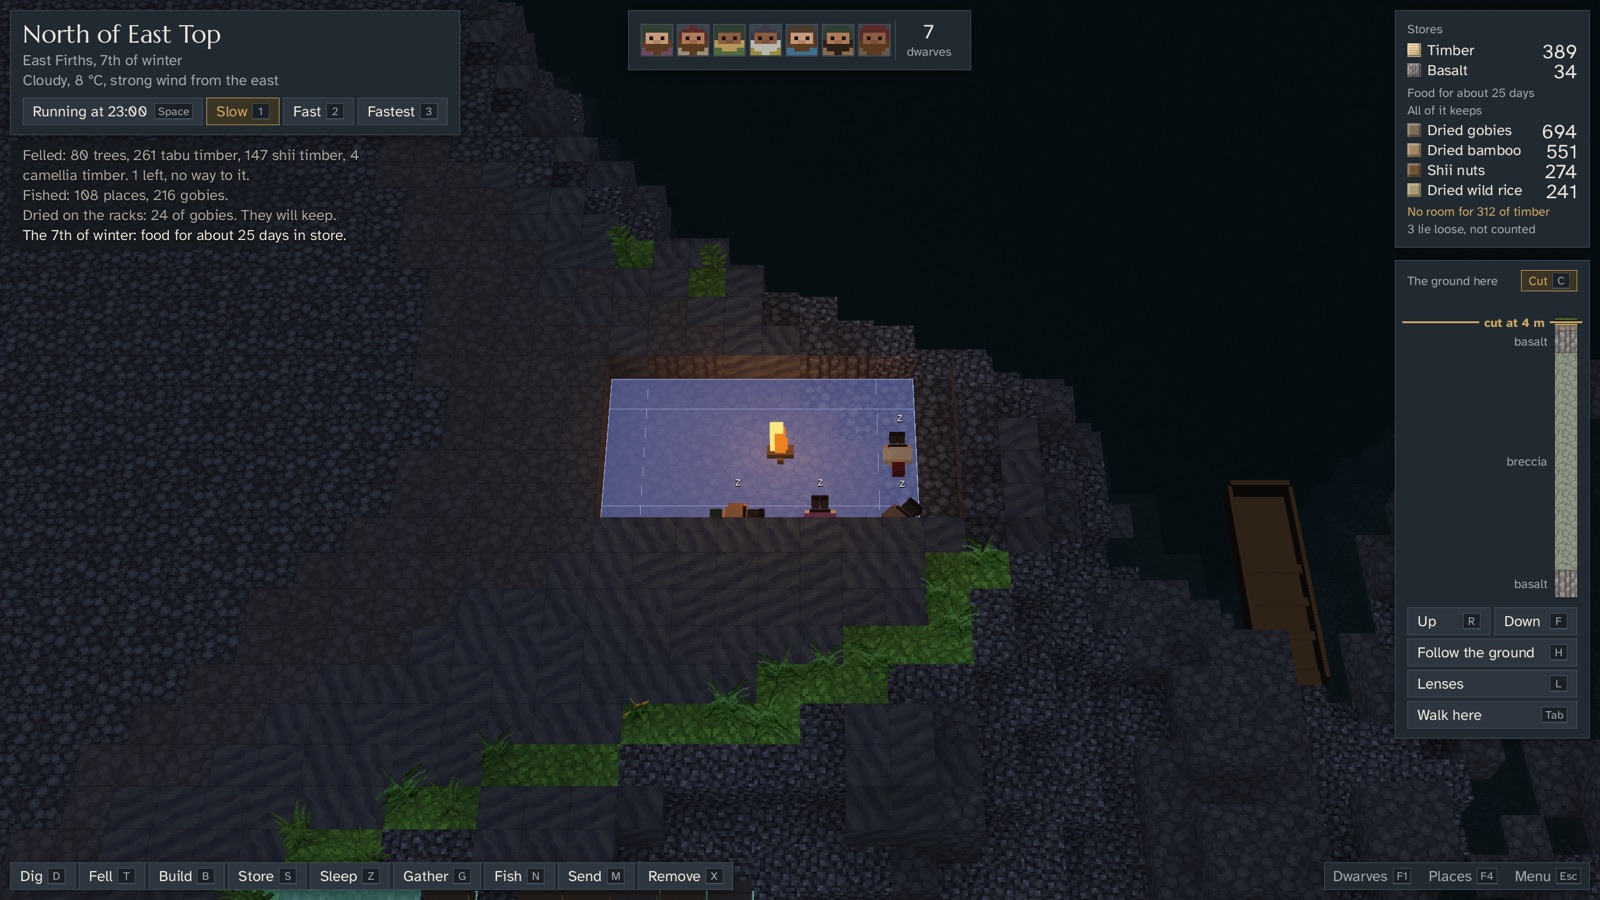 North of East Top
East Firths, 7th of winter
Cloudy, 8 °C, strong wind from the east
Running at 23:00 Space
Slow 1
Fast 2
Fastest 3
Felled: 80 trees, 261 tabu timber, 147 shii timber, 4
camellia timber. 1 left, no way to it.
Fished: 108 places, 216 gobies.
Dried on the racks: 24 of gobies. They will keep.
The 7th of winter: food for about 25 days in store.
7
dwarves
Stores
Timber 389
Basalt 34
Food for about 25 days
All of it keeps
Dried gobies 694
Dried bamboo 551
Shii nuts 274
Dried wild rice 241
No room for 312 of timber
3 lie loose, not counted
The ground here
Cut C
cut at 4 m
basalt
breccia
basalt
Up R
Down F
Follow the ground H
Lenses L
Walk here Tab
z
z
z
z
Dig D
Fell T
Build B
Store S
Sleep Z
Gather G
Fish N
Send M
Remove X
Dwarves F1
Places F4
Menu Esc